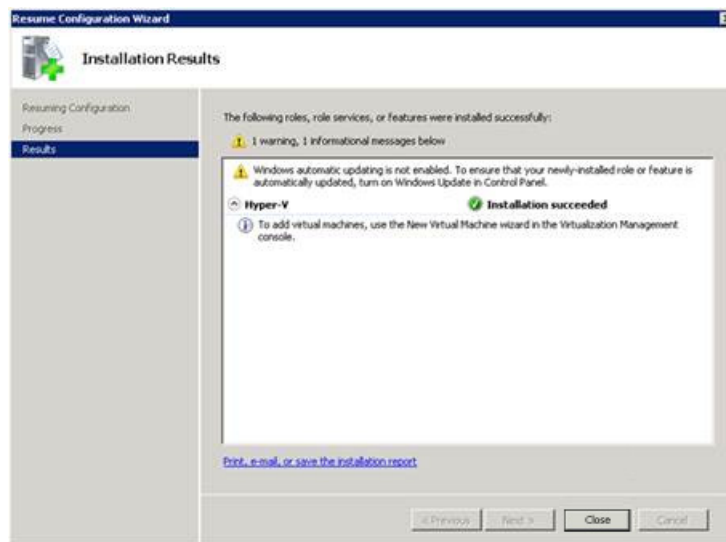 Resume Configuration Wizard
Installation Results
Resuming Configuration
Progress
Results
The following roles, role services, or features were installed successfully:
1 warning, 1 informational messages below
Windows automatic updating is not enabled. To ensure that your newly-installed role or feature is
automatically updated, turn on Windows Update in Control Panel.
Hyper-V
Installation succeeded
To add virtual machines, use the New Virtual Machine wizard in the Virtualization Management
console.
Print, e-mail, or save the installation report
< Previous
Next >
Close
Cancel